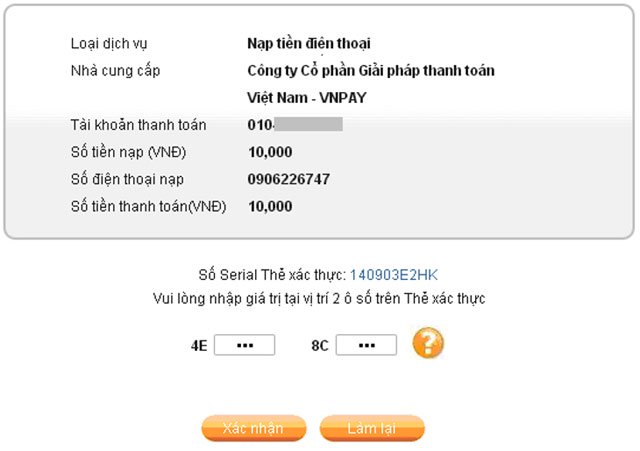 Loại dịch vụ Nạp tiền điện thoại
Nhà cung cấp Công ty Cổ phần Giải pháp thanh toán
Việt Nam - VNPAY
Tài khoản thanh toán 010-
Số tiền nạp (VNĐ) 10,000
Số điện thoại nạp 0906226747
Số tiền thanh toán(VNĐ) 10,000
Số Serial Thẻ xác thực: 140903E2HK
Vui lòng nhập giá trị tại vị trí 2 ô số trên Thẻ xác thực
4E ••• 8C ••• ?
Xác nhận Làm lại